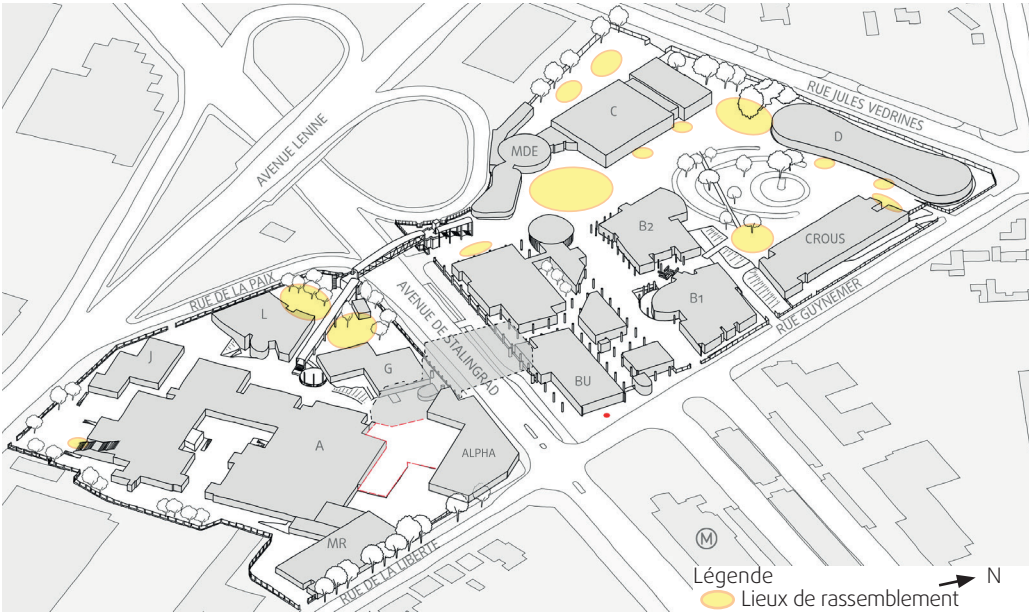 RUE JULES VEDRINES
AVENUE LENINE
C
D
MDE
B2
CROUS
RUE DE LA PAIX
AVENUE DE STALINGRAD
B1
RUE GUYNEMER
L
J
G
BU
A
ALPHA
MR
M
RUE DE LA LIBERTE
Légende
N
Lieux de rassemblement